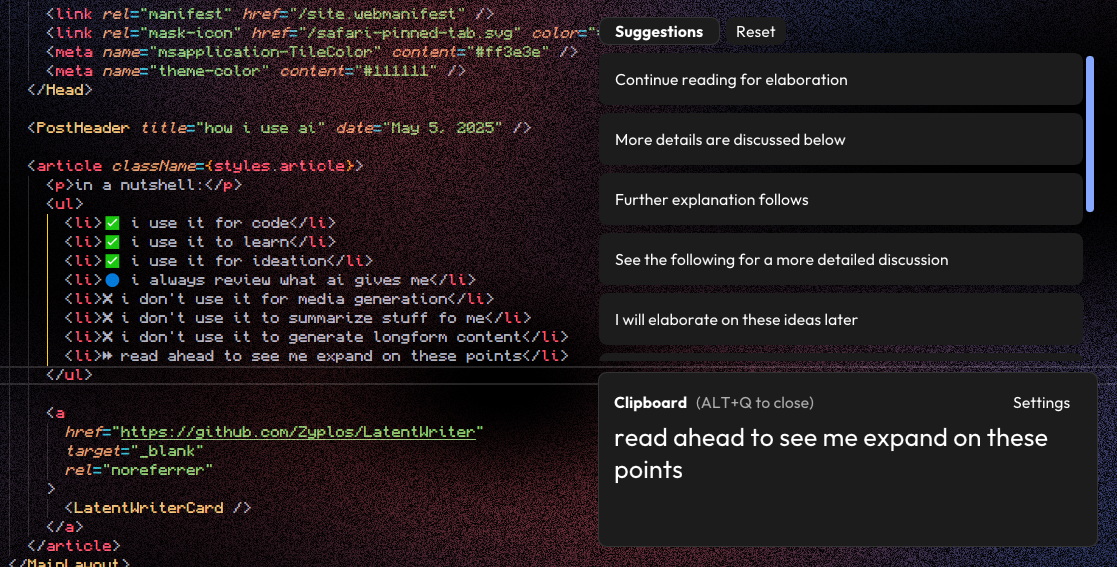 <link rel="manifest" href="/site.webmanifest" />
<link rel="mask-icon" href="/safari-pinned-tab.svg" color="
<meta name="msapplication-TileColor" content="#ff3e3e" />
<meta name="theme-color" content="#111111" />
</Head>
<PostHeader title="how i use ai" date="May 5, 2025" />
<article className={styles.article}>
<p>in a nutshell:</p>
<ul>
<li>✅ i use it for code</li>
<li>✅ i use it to learn</li>
<li>✅ i use it for ideation</li>
<li>🔵 i always review what ai gives me</li>
<li>❌ i don't use it for media generation</li>
<li>❌ i don't use it to summarize stuff fo me</li>
<li>❌ i don't use it to generate longform content</li>
<li>⏩ read ahead to see me expand on these points</li>
</ul>
<a
href="https://github.com/Zyplos/LatentWriter"
target="_blank"
rel="noreferrer"
>
<LatentWriterCard />
</a>
</article>
</MainLayout>
Suggestions Reset
Continue reading for elaboration
More details are discussed below
Further explanation follows
See the following for a more detailed discussion
I will elaborate on these ideas later
Clipboard (ALT+Q to close) Settings
read ahead to see me expand on these
points